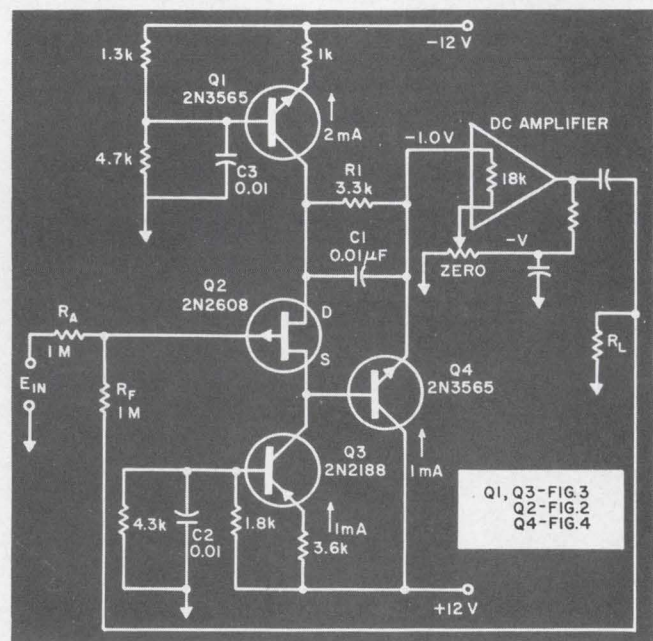 1.3k
1k
−12 V
Q1
2N3565
2mA
4.7k
C3
0.01
R1
3.3k
−1.0V
DC AMPLIFIER
18k
C1
0.01μF
−V
ZERO
Q2
2N2608
D
S
RA
1 M
EIN
RF
1 M
RL
Q4
2N3565
1mA
Q3
2N2188
4.3k
C2
0.01
1.8k
1mA
3.6k
Q1, Q3-FIG.3
Q2-FIG.2
Q4-FIG.4
+12 V